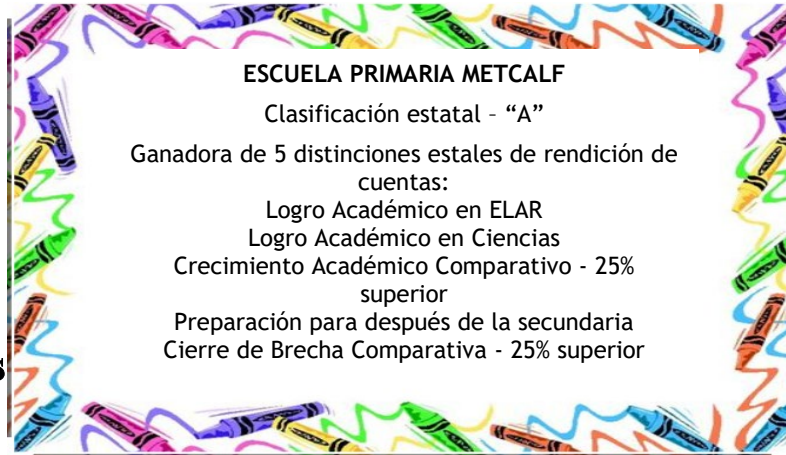 ESCUELA PRIMARIA METCALF
Clasificación estatal – “A”
Ganadora de 5 distinciones estales de rendición de
cuentas:
Logro Académico en ELAR
Logro Académico en Ciencias
Crecimiento Académico Comparativo - 25%
superior
Preparación para después de la secundaria
Cierre de Brecha Comparativa - 25% superior